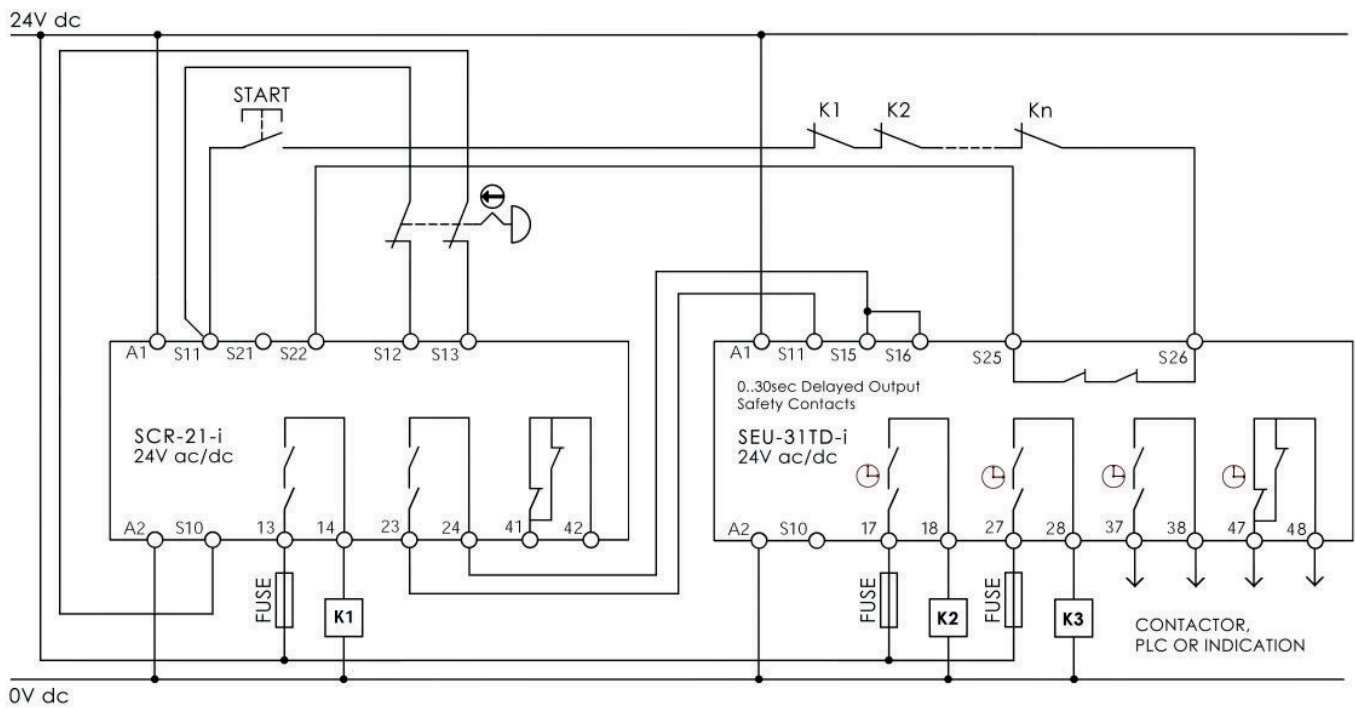 24V dc
START
K1 K2 Kn
A1 S11 S21 S22 S12 S13
A1 S11 S15 S16 S25 S26
0..30sec Delayed Output
Safety Contacts
SCR-21-i
24V ac/dc
SEU-31TD-i
24V ac/dc
A2 S10 13 14 23 24 41 42
A2 S10 17 18 27 28 37 38 47 48
FUSE K1
FUSE K2 FUSE K3
CONTACTOR,
PLC OR INDICATION
0V dc